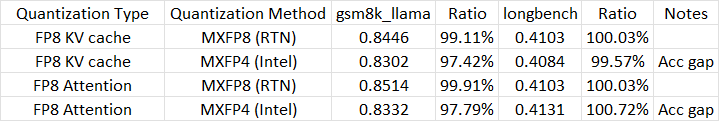 Quantization Type Quantization Method gsm8k_llama Ratio longbench Ratio Notes
FP8 KV cache MXFP8 (RTN) 0.8446 99.11% 0.4103 100.03%
FP8 KV cache MXFP4 (Intel) 0.8302 97.42% 0.4084 99.57% Acc gap
FP8 Attention MXFP8 (RTN) 0.8514 99.91% 0.4103 100.03%
FP8 Attention MXFP4 (Intel) 0.8332 97.79% 0.4131 100.72% Acc gap